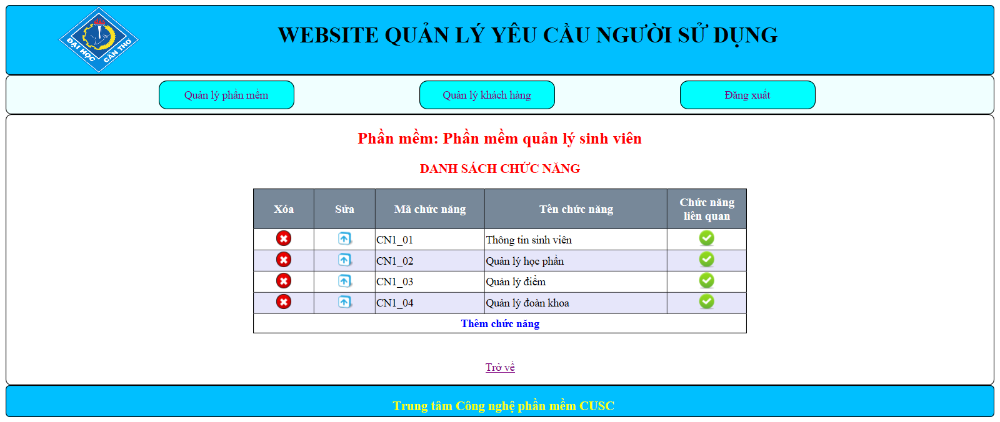 ĐẠI HỌC CẦN THƠ
WEBSITE QUẢN LÝ YÊU CẦU NGƯỜI SỬ DỤNG
Quản lý phần mềm
Quản lý khách hàng
Đăng xuất
Phần mềm: Phần mềm quản lý sinh viên
DANH SÁCH CHỨC NĂNG
Xóa
Sửa
Mã chức năng
Tên chức năng
Chức năng
liên quan
CN1_01
Thông tin sinh viên
CN1_02
Quản lý học phần
CN1_03
Quản lý điểm
CN1_04
Quản lý đoàn khoa
Thêm chức năng
Trở về
Trung tâm Công nghệ phần mềm CUSC